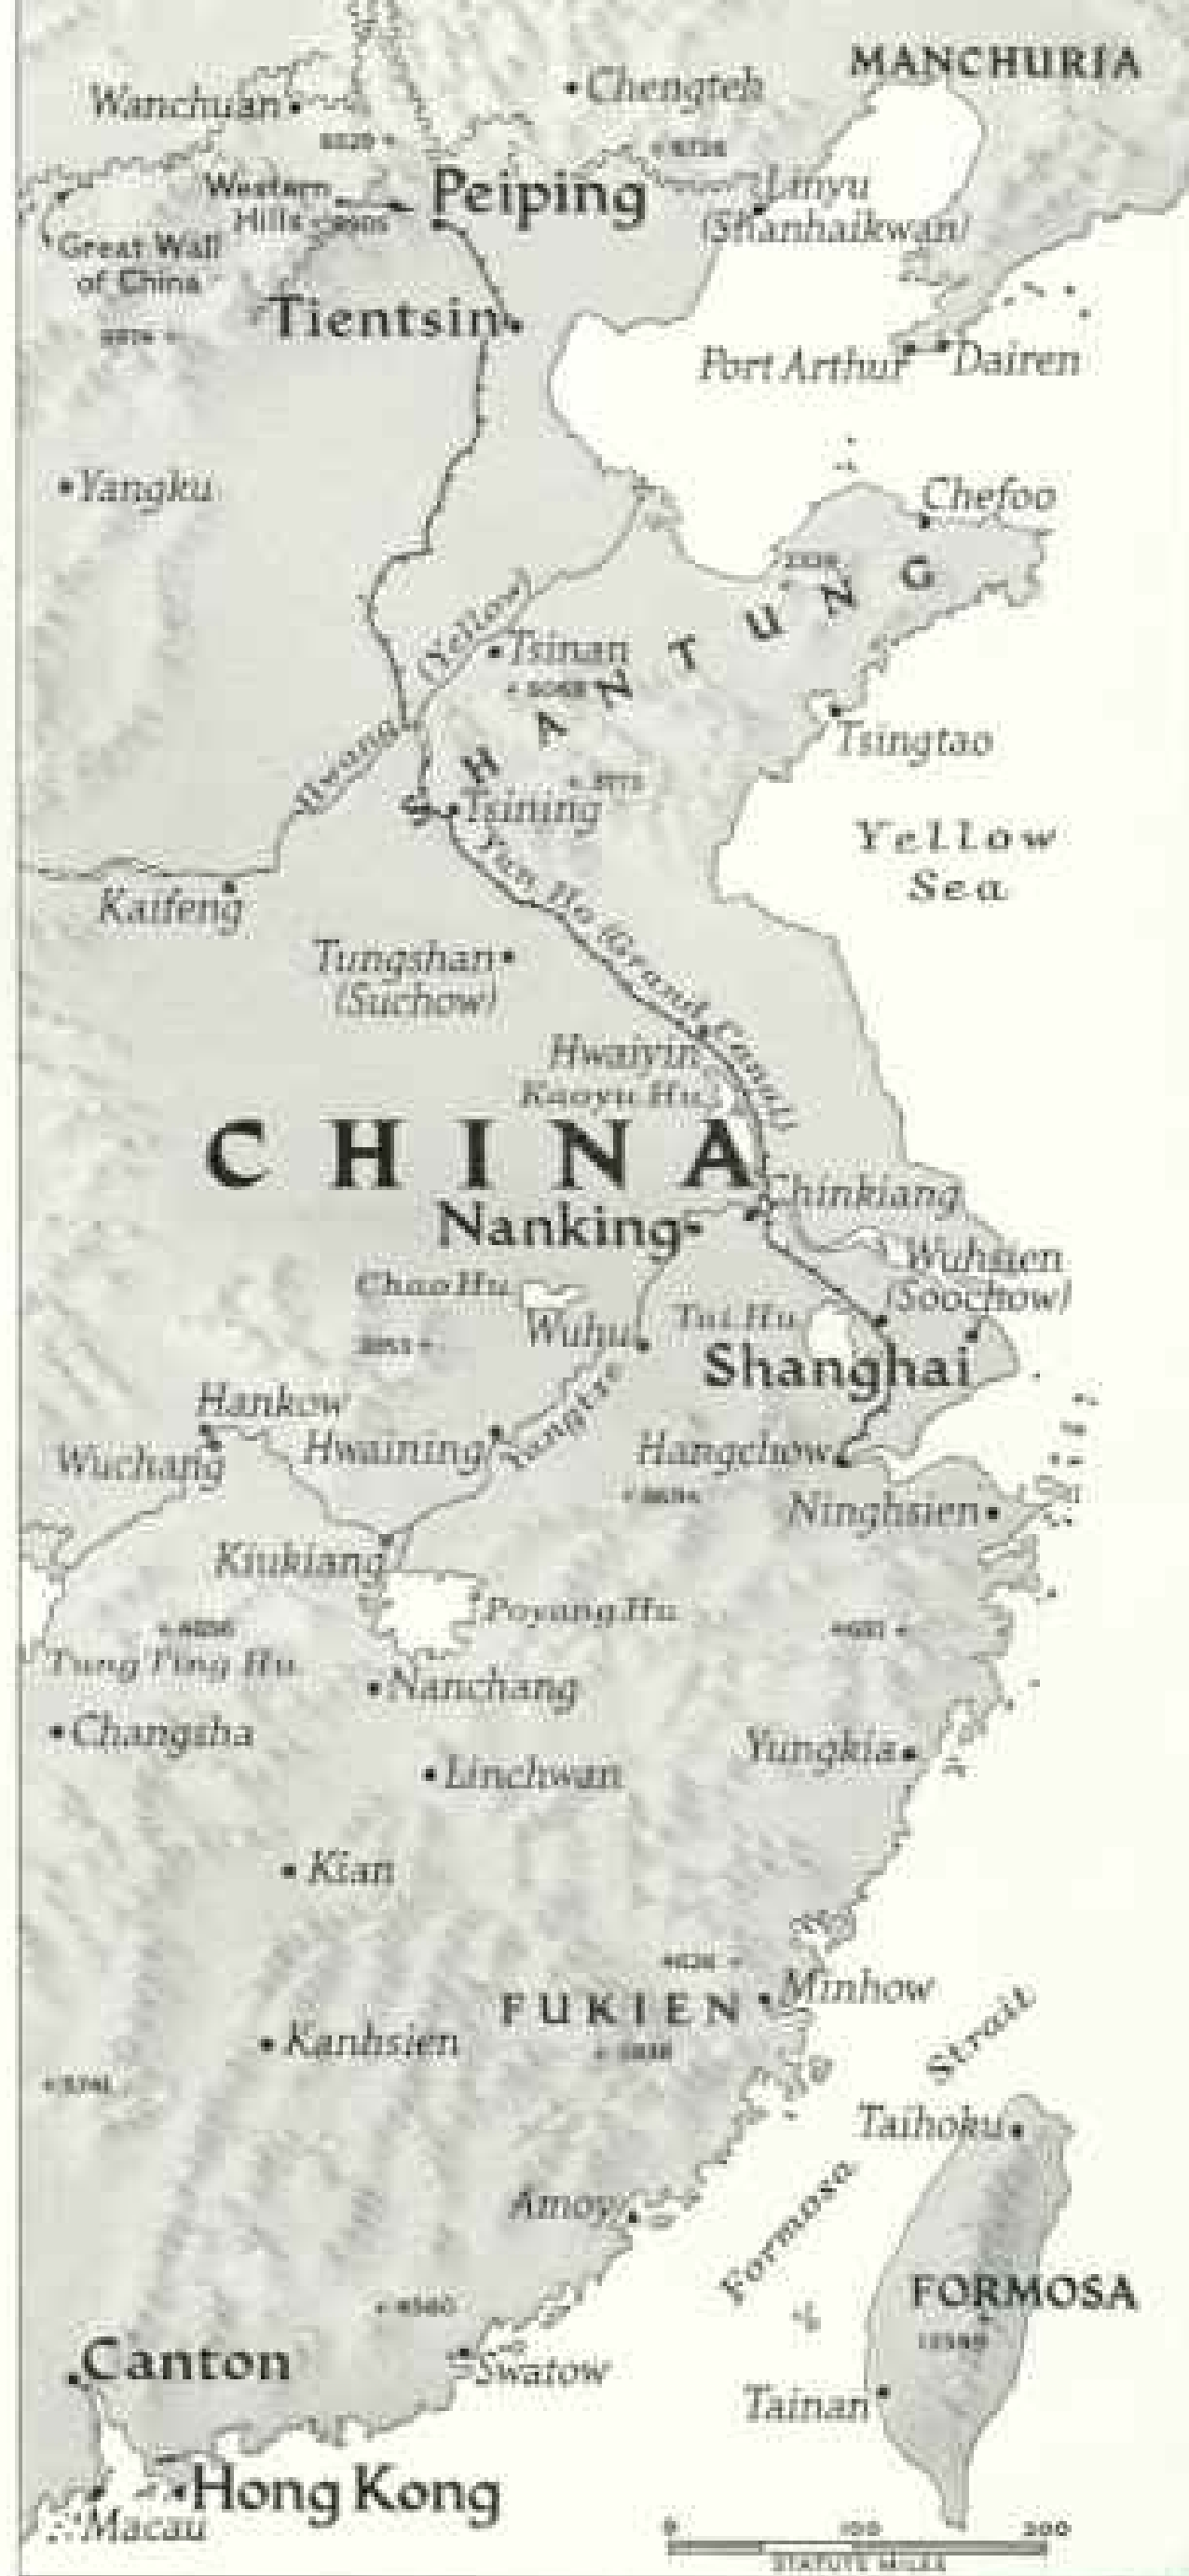 MANCHURIA
Chengteh
Wanchuan
Peiping
Western
Hills
Linyu
(Shanhaikwan)
Great Wall
of China
Tientsin
Port Arthur
Dairen
Yangku
Chefoo
SHANTUNG
Hwang (Yellow)
Tsinan
Tsingtao
Tsining
Yellow
Sea
Kaifeng
Yun Ho (Grand Canal)
Tungshan
(Suchow)
Hwaiyin
Kaoyu Hu
CHINA
Chinkiang
Nanking
Wuhsien
(Soochow)
Chao Hu
Wuhu
Tai Hu
Shanghai
Hankow
Wuchang
Hwaining
Yangtze
Hangchow
Ninghsien
Kiukiang
Poyang Hu
Tung Ting Hu
Nanchang
Changsha
Yungkia
Linchwan
Kian
Minhow
FUKIEN
Kanhsien
Formosa Strait
Taihoku
Amoy
FORMOSA
Canton
Swatow
Tainan
Hong Kong
Macau
0 100 200
STATUTE MILES